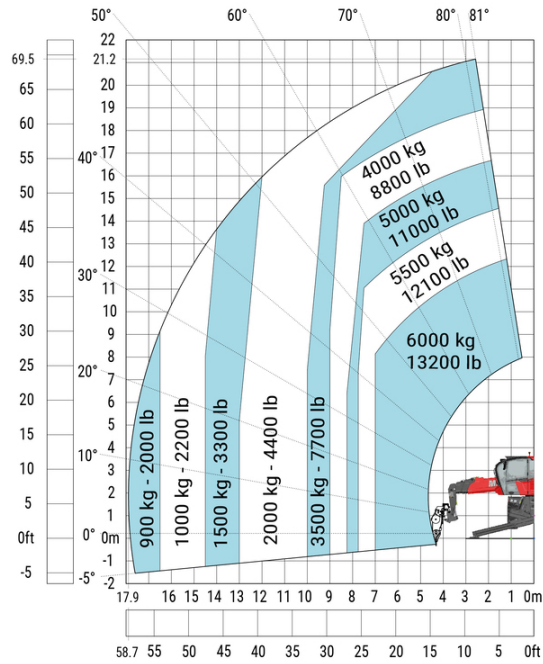 50° 60° 70° 80° 81°
22
69.5 21.2
65 20
19
60 18
17
55 40° 16
50 15
14
45 13
40 30° 12
11
35 10
30 9
25 8
20° 7
20 6
15 5
4
10 10° 3
2
5 1
0ft 0° 0m
-1
-5 -5° -2
4000 kg
8800 lb
5000 kg
11000 lb
5500 kg
12100 lb
6000 kg
13200 lb
900 kg - 2000 lb
1000 kg - 2200 lb
1500 kg - 3300 lb
2000 kg - 4400 lb
3500 kg - 7700 lb
17.9 16 15 14 13 12 11 10 9 8 7 6 5 4 3 2 1 0m
58.7 55 50 45 40 35 30 25 20 15 10 5 0ft